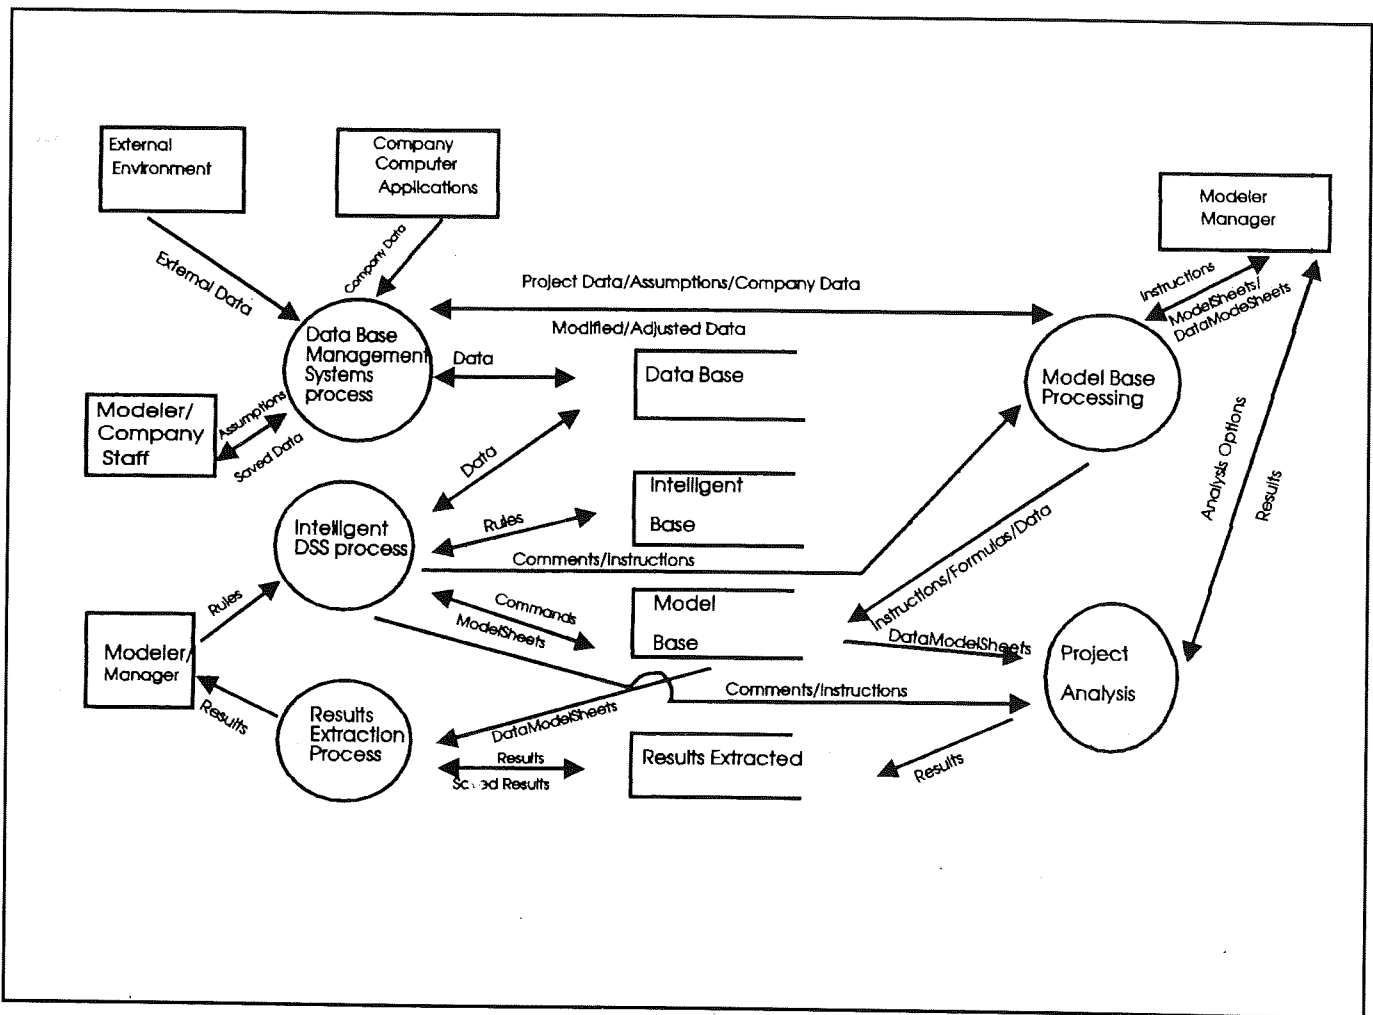 External
Environment
Company
Computer
Applications
Modeler
Manager
External Data
Company Data
Project Data/Assumptions/Company Data
Modified/Adjusted Data
Instructions
ModelSheets/
DataModeSheets
Data Base
Management
Systems
process
Data
Data Base
Model Base
Processing
Modeler/
Company
Staff
Assumptions
Saved Data
Data
Analysis Options
Results
Intelligent
DSS process
Rules
Intelligent
Base
Comments/Instructions
Instructions/Formulas/Data
Rules
Commands
ModelSheets
Model
Base
DataModelSheets
Project
Analysis
Modeler/
Manager
Results
Results
Extraction
Process
Comments/Instructions
DataModelSheets
Results
Saved Results
Results Extracted
Results